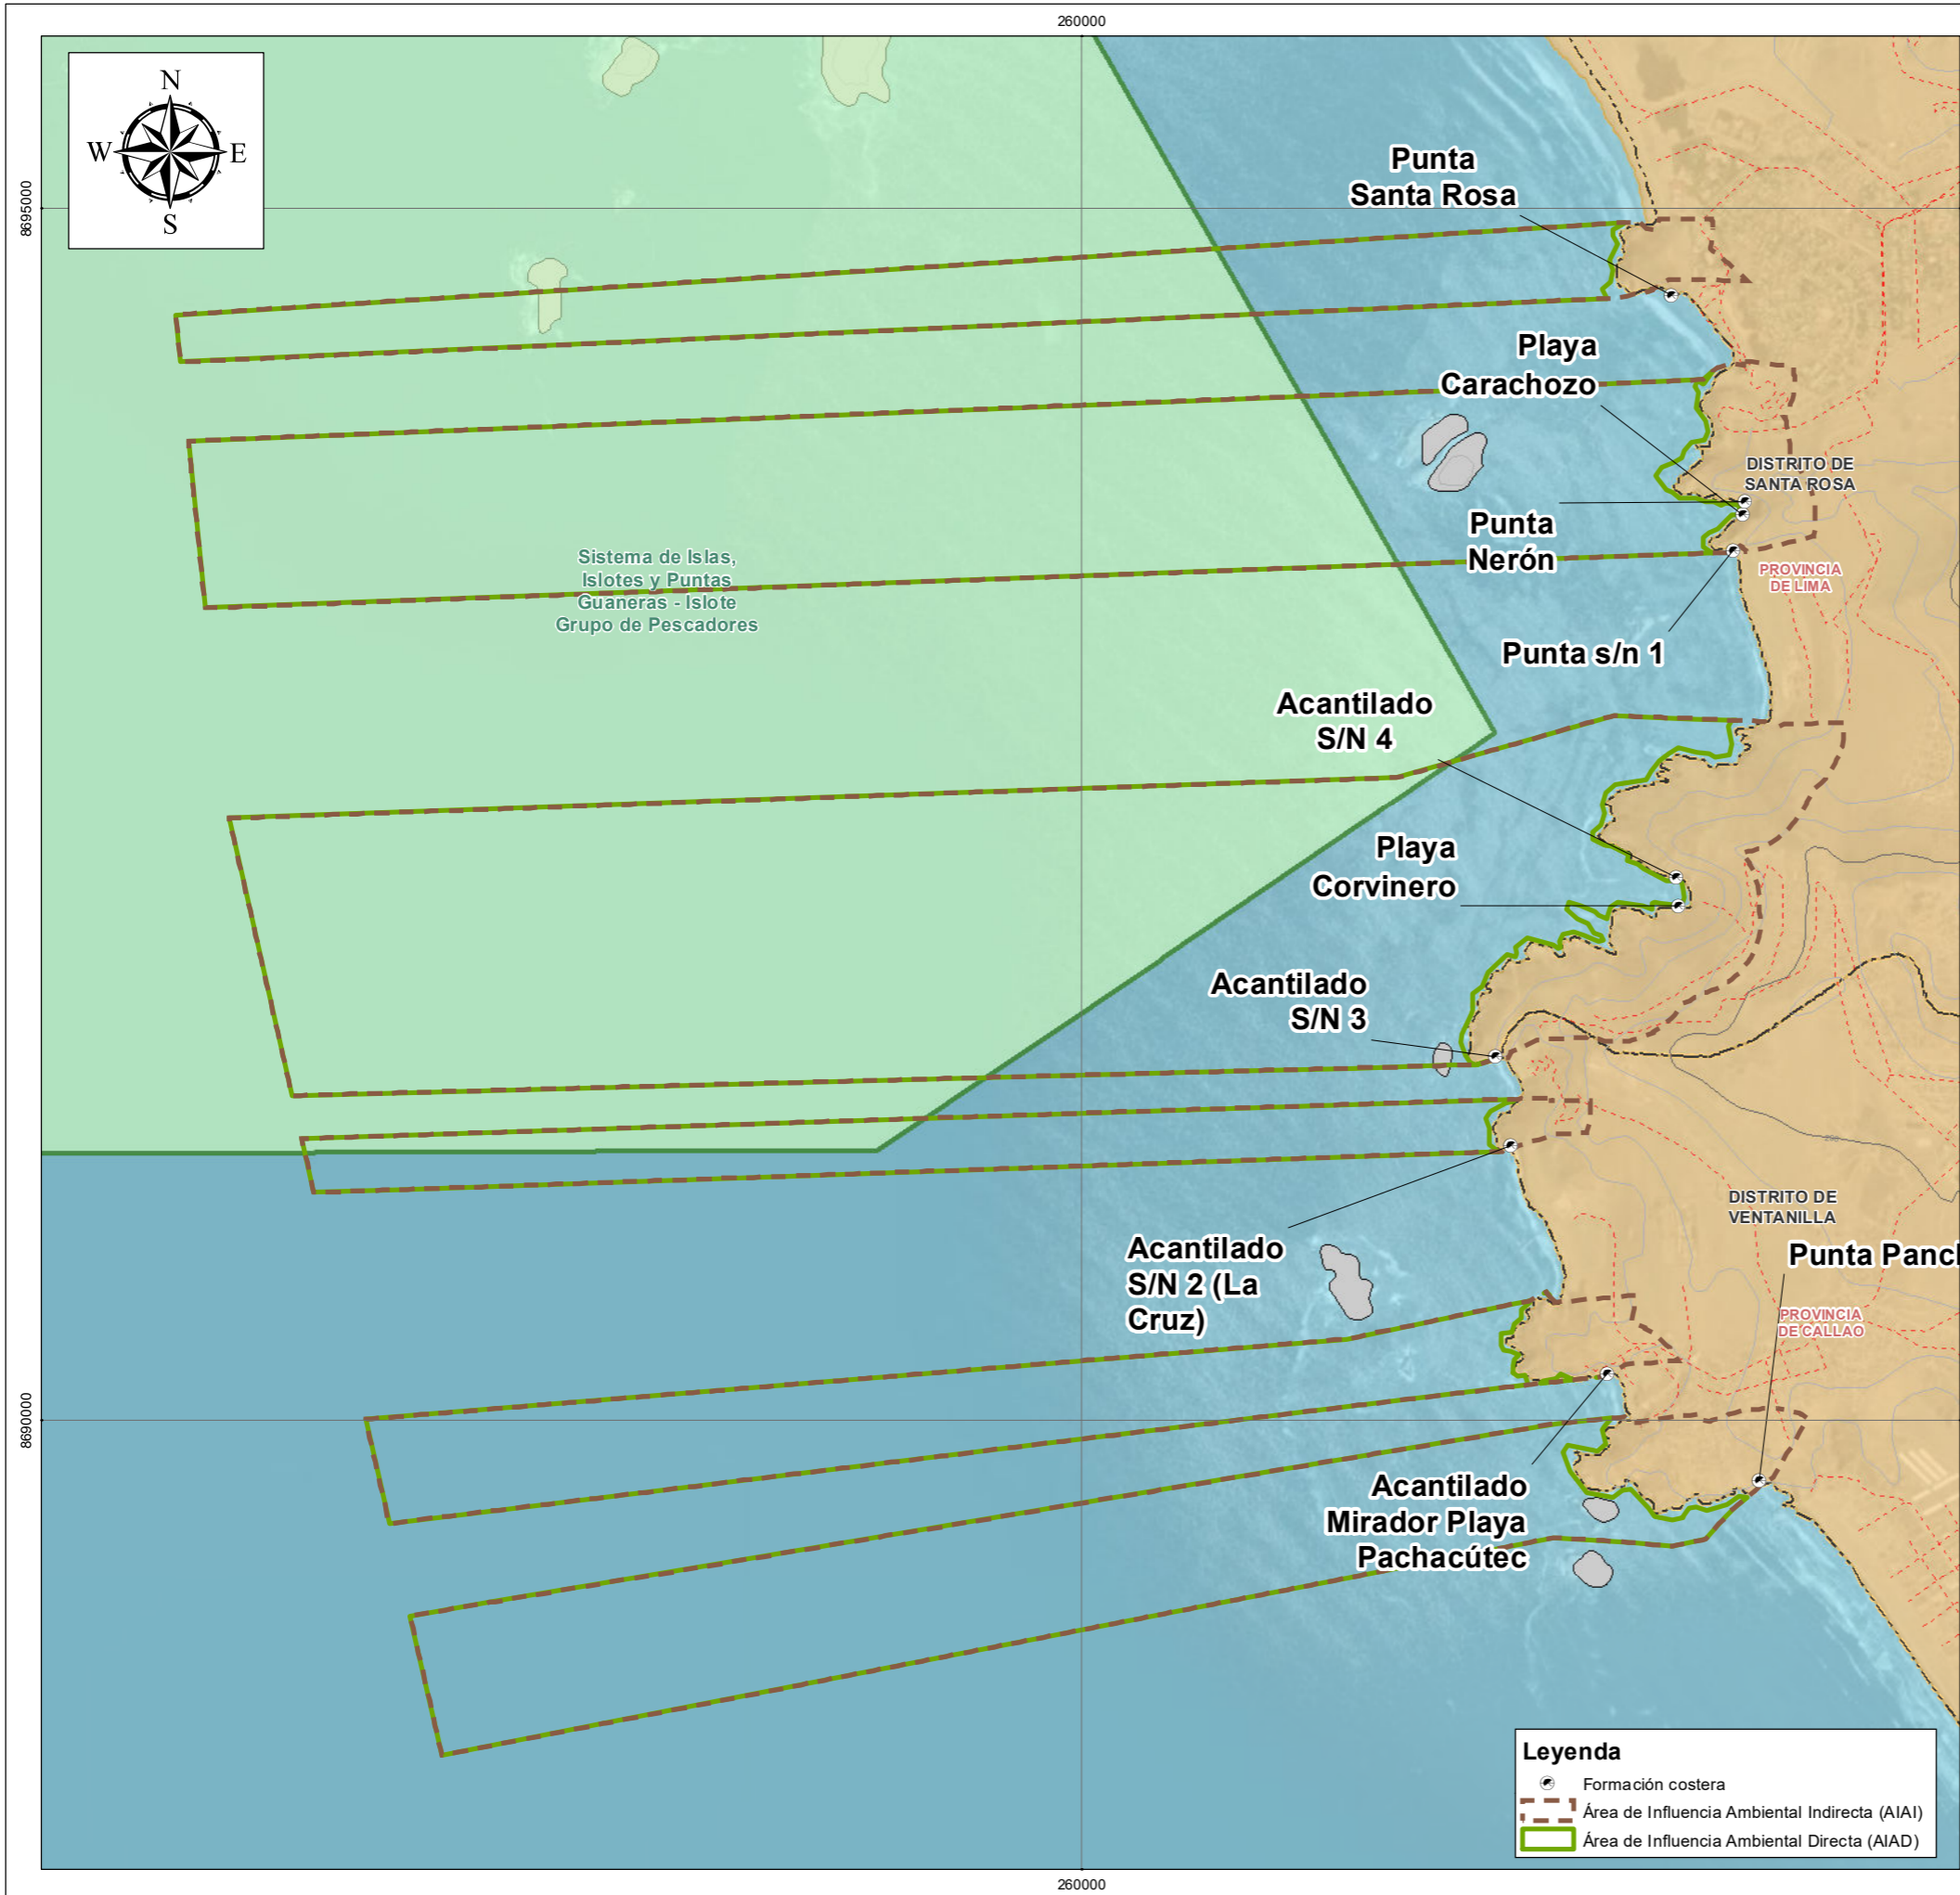 260000
N
W E
S
8695000
Punta
Santa Rosa
Playa
Carachozo
DISTRITO DE
SANTA ROSA
Punta
Nerón
Sistema de Islas,
Islotes y Puntas
Guaneras - Islote
Grupo de Pescadores
PROVINCIA
DE LIMA
Punta s/n 1
Acantilado
S/N 4
Playa
Corvinero
Acantilado
S/N 3
DISTRITO DE
VENTANILLA
Acantilado
S/N 2 (La
Cruz)
Punta Panc
PROVINCIA
DE CALLAO
8690000
Acantilado
Mirador Playa
Pachacútec
Leyenda
Formación costera
Área de Influencia Ambiental Indirecta (AIAI)
Área de Influencia Ambiental Directa (AIAD)
260000